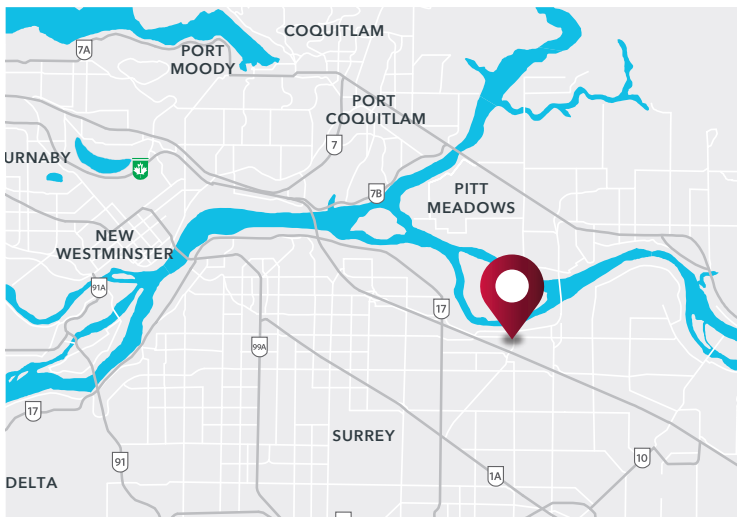 COQUITLAM
7A
PORT
MOODY
PORT
COQUITLAM
7
URNABY
7B
PITT
MEADOWS
NEW
WESTMINSTER
91A
17
99A
17
SURREY
91
10
1A
DELTA